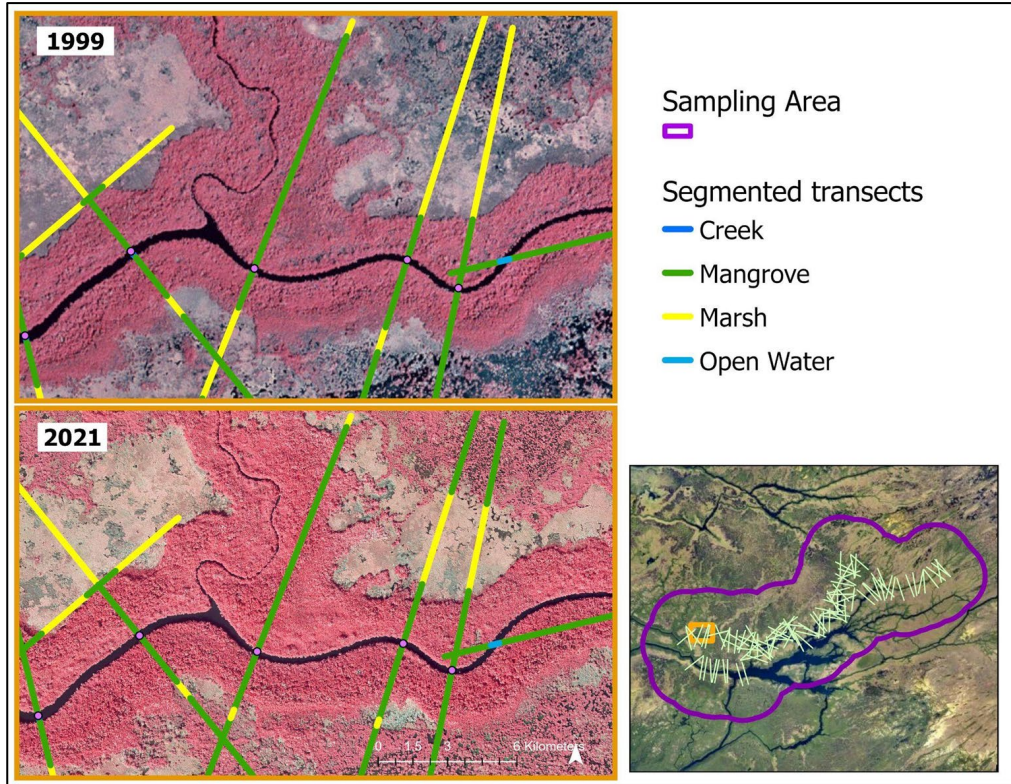 1999
Sampling Area
Segmented transects
Creek
Mangrove
Marsh
Open Water
2021
0 1.5 3 6 Kilometers